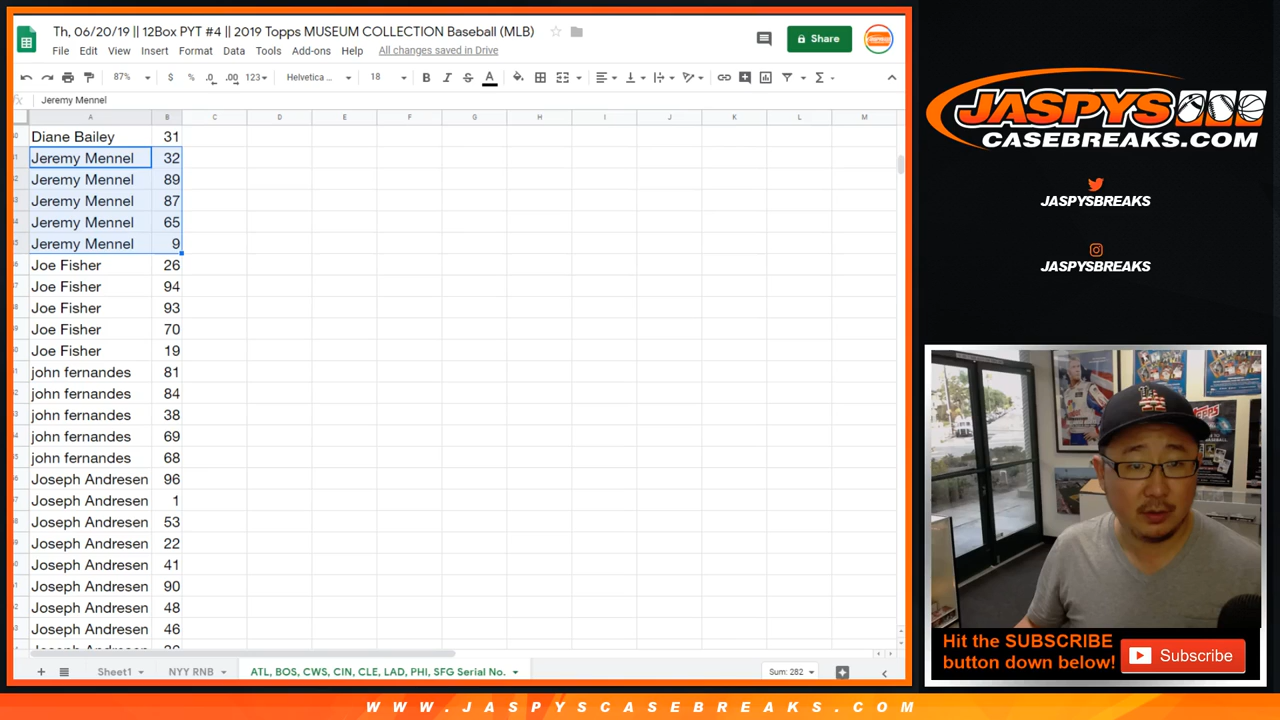 Th, 06/20/19 || 12Box PYT #4 || 2019 Topps MUSEUM COLLECTION Baseball (MLB)
File Edit View Insert Format Data Tools Add-ons Help All changes saved in Drive
Share
87% $ % .0 .00 123 Helvetica ... 18 B I S A
fx Jeremy Mennel
A B C D E F G H I J K L M
Diane Bailey 31
Jeremy Mennel 32
Jeremy Mennel 89
Jeremy Mennel 87
Jeremy Mennel 65
Jeremy Mennel 9
Joe Fisher 26
Joe Fisher 94
Joe Fisher 93
Joe Fisher 70
Joe Fisher 19
john fernandes 81
john fernandes 84
john fernandes 38
john fernandes 69
john fernandes 68
Joseph Andresen 96
Joseph Andresen 1
Joseph Andresen 53
Joseph Andresen 22
Joseph Andresen 41
Joseph Andresen 90
Joseph Andresen 48
Joseph Andresen 46
Sheet1 NYY RNB ATL, BOS, CWS, CIN, CLE, LAD, PHI, SFG Serial No. Sum: 282
JASPYS
CASEBREAKS.COM
JASPYSBREAKS
JASPYSBREAKS
Hit the SUBSCRIBE
button down below!
Subscribe
WWW.JASPYSCASEBREAKS.COM